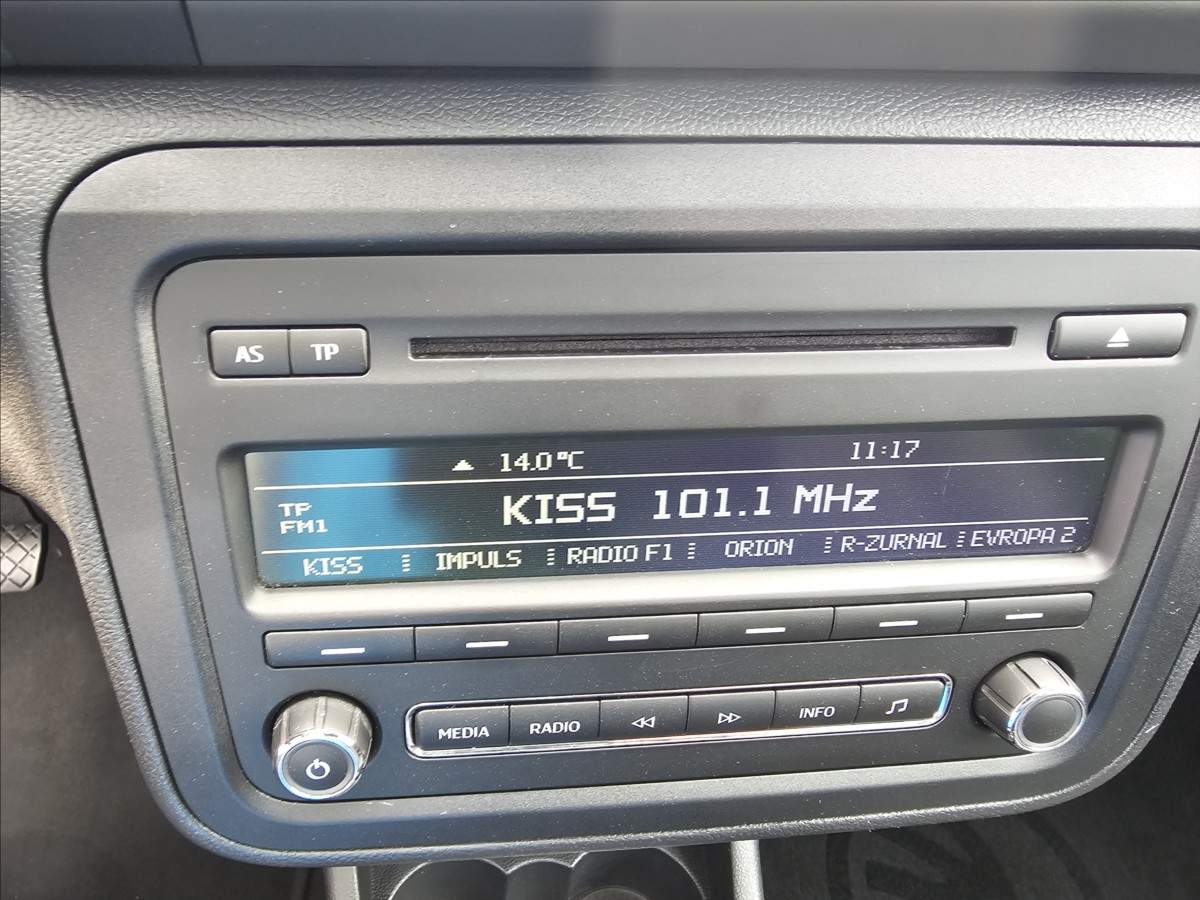 AS TP
14.0 °C 11:17
TP
FM1
KISS 101.1 MHz
KISS IMPULS RADIO F1 ORION R-ZURNAL EVROPA 2
MEDIA RADIO INFO